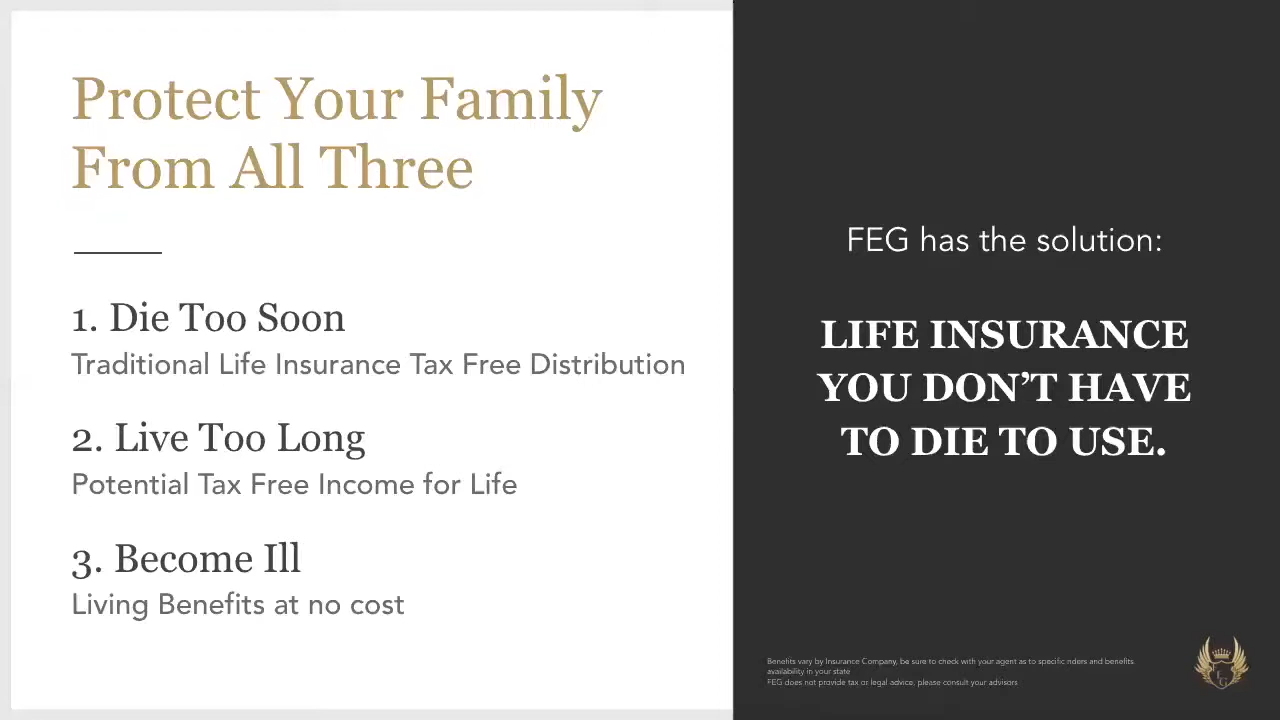 Protect Your Family
From All Three
1. Die Too Soon
Traditional Life Insurance Tax Free Distribution
2. Live Too Long
Potential Tax Free Income for Life
3. Become Ill
Living Benefits at no cost
FEG has the solution:
LIFE INSURANCE
YOU DON’T HAVE
TO DIE TO USE.
Benefits vary by Insurance Company, be sure to check with your agent as to specific riders and benefits
availability in your state
FEG does not provide tax or legal advice, please consult your advisors